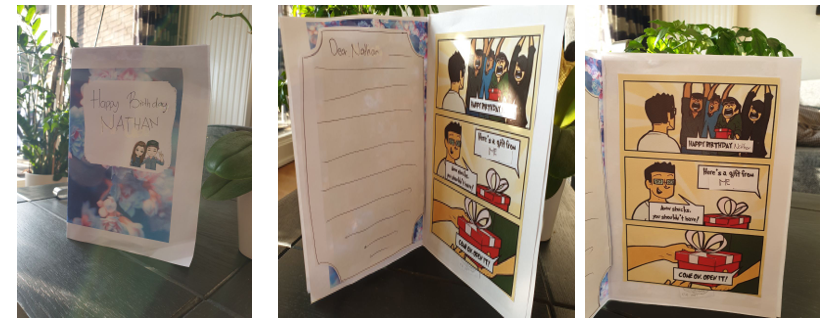 Happy Birthday
NATHAN
Dear Nathan
HAPPY BIRTHDAY!
Here's a gift from
ME
Aww shucks,
you shouldn't have!
COME ON, OPEN IT!
HAPPY BIRTHDAY Nathan
Here's a gift from
ME
Aww shucks,
you shouldn't have!
COME ON, OPEN IT!